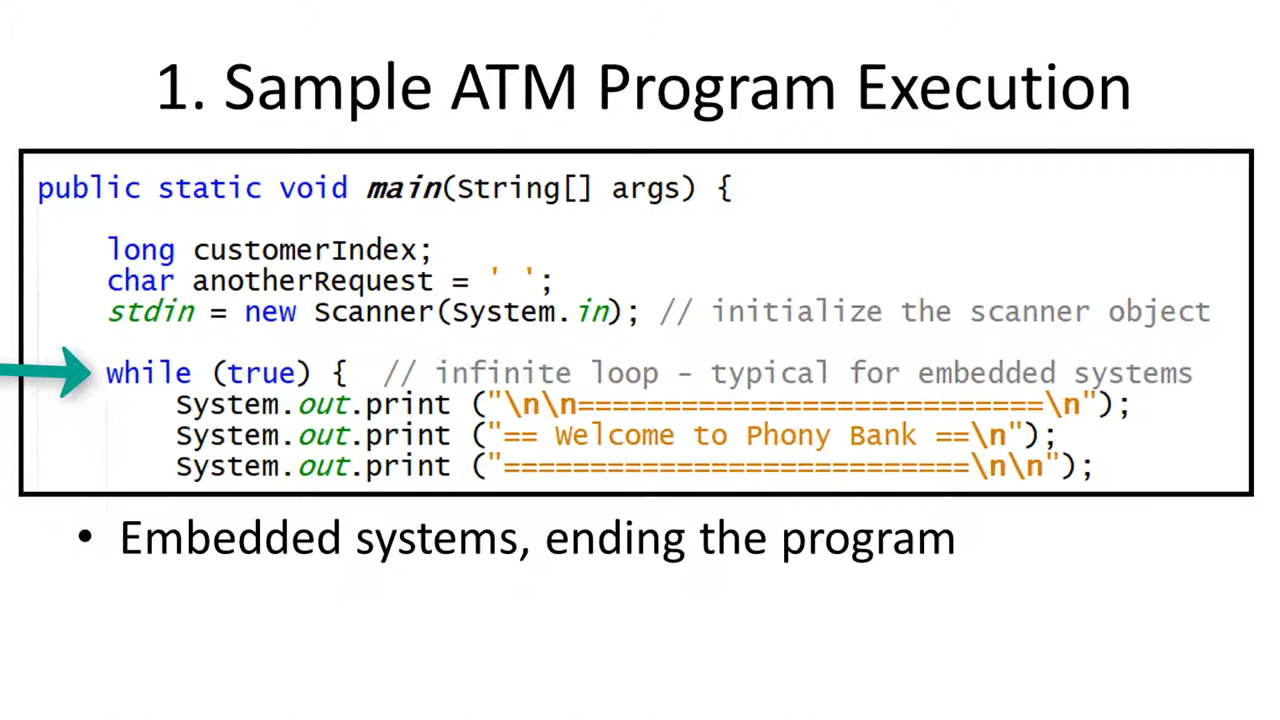 1. Sample ATM Program Execution
public static void main(String[] args) {
long customerIndex;
char anotherRequest = ' ';
stdin = new Scanner(System.in); // initialize the scanner object
while (true) { // infinite loop – typical for embedded systems
System.out.print ("\n\n===========================\n");
System.out.print ("== Welcome to Phony Bank ==\n");
System.out.print ("===========================\n\n");
• Embedded systems, ending the program